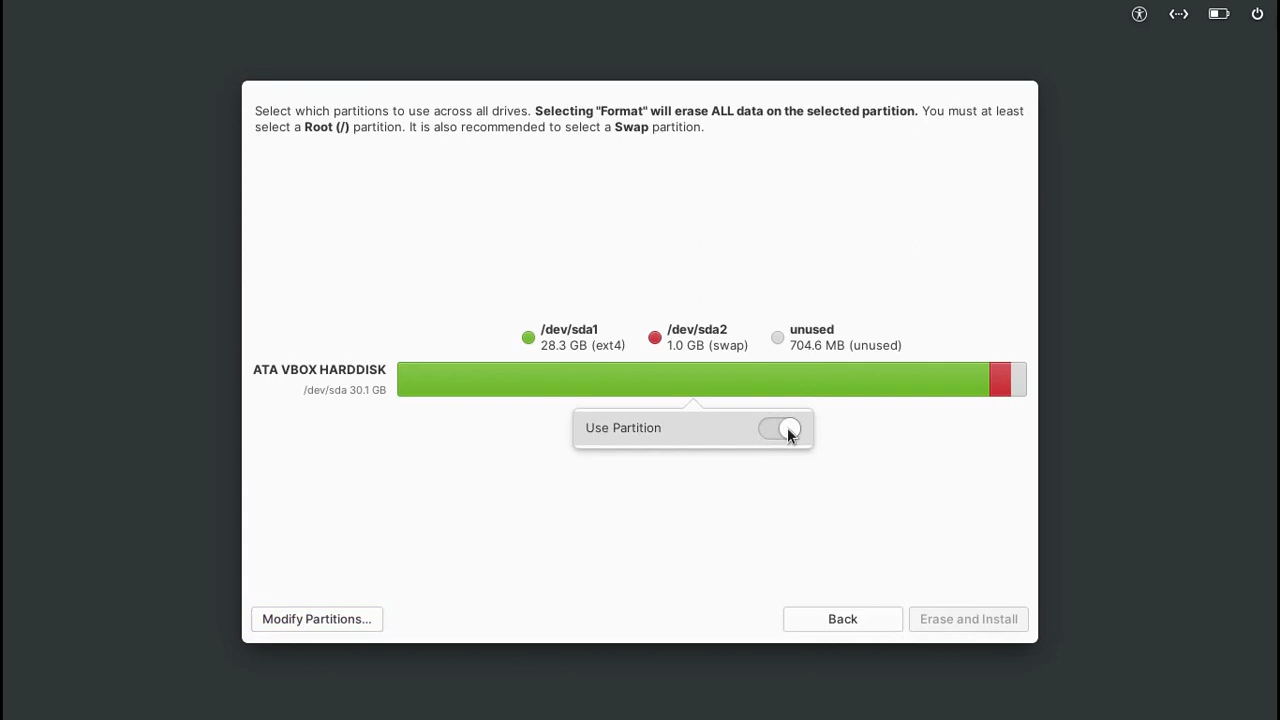 Select which partitions to use across all drives. Selecting "Format" will erase ALL data on the selected partition. You must at least
select a Root (/) partition. It is also recommended to select a Swap partition.
/dev/sda1
28.3 GB (ext4)
/dev/sda2
1.0 GB (swap)
unused
704.6 MB (unused)
ATA VBOX HARDDISK
/dev/sda 30.1 GB
Use Partition
Modify Partitions...
Back
Erase and Install